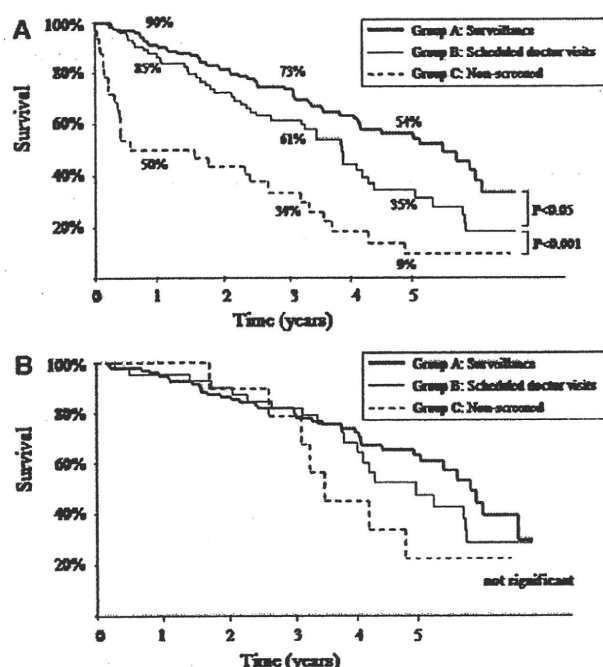 A
100%
80%
60%
40%
20%
Survival
90%
85%
73%
61%
54%
50%
34%
35%
9%
Group A: Surveillance
Group B: Scheduled doctor visits
Group C: Non-screened
P<0.05
P<0.001
0 1 2 3 4 5
Time (years)
B
100%
80%
60%
40%
20%
Survival
Group A: Surveillance
Group B: Scheduled doctor visits
Group C: Non-screened
not significant
0 1 2 3 4 5
Time (years)